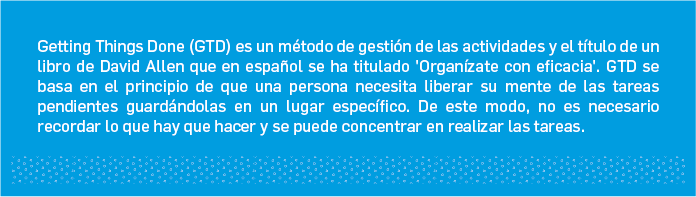 Getting Things Done (GTD) es un método de gestión de las actividades y el título de un
libro de David Allen que en español se ha titulado 'Organízate con eficacia'. GTD se
basa en el principio de que una persona necesita liberar su mente de las tareas
pendientes guardándolas en un lugar específico. De este modo, no es necesario
recordar lo que hay que hacer y se puede concentrar en realizar las tareas.